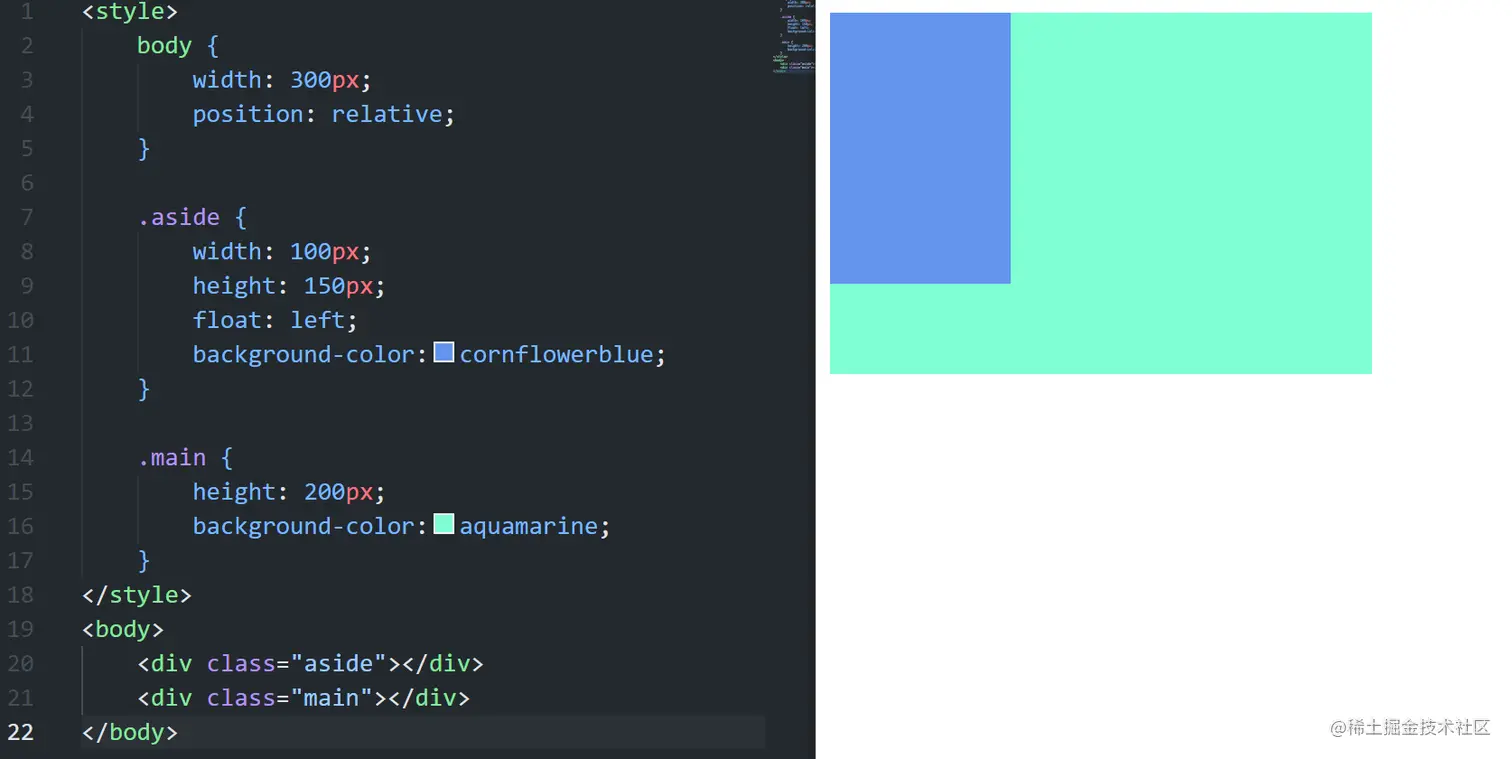 1 <style>
2 body {
3 width: 300px;
4 position: relative;
5 }
6
7 .aside {
8 width: 100px;
9 height: 150px;
10 float: left;
11 background-color: cornflowerblue;
12 }
13
14 .main {
15 height: 200px;
16 background-color: aquamarine;
17 }
18 </style>
19 <body>
20 <div class="aside"></div>
21 <div class="main"></div>
22 </body>
@稀土掘金技术社区